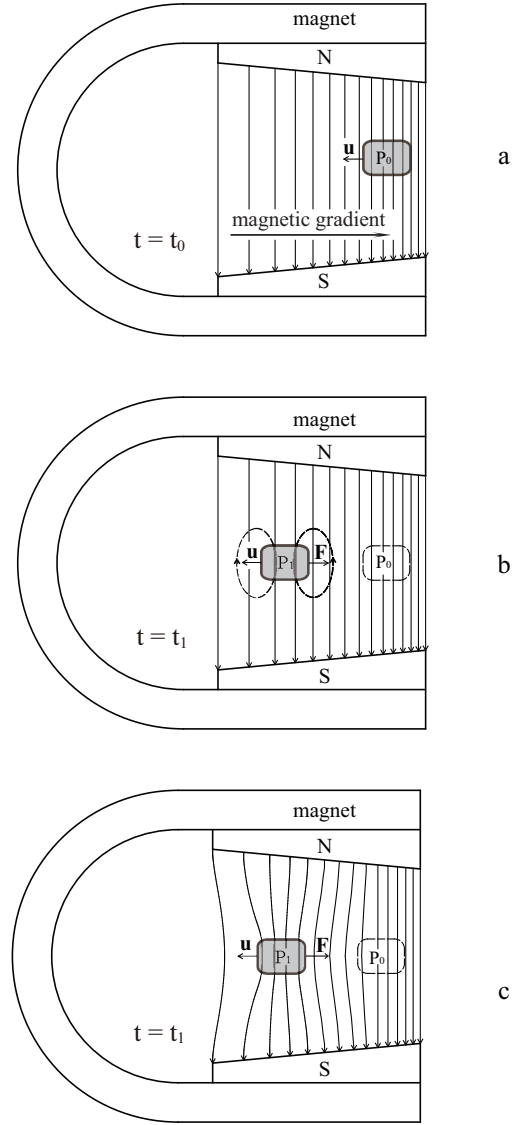 magnet
N
u P₀
a
magnetic gradient
t = t₀
S
magnet
N
u P₁ F P₀
b
t = t₁
S
magnet
N
u P₁ F P₀
c
t = t₁
S